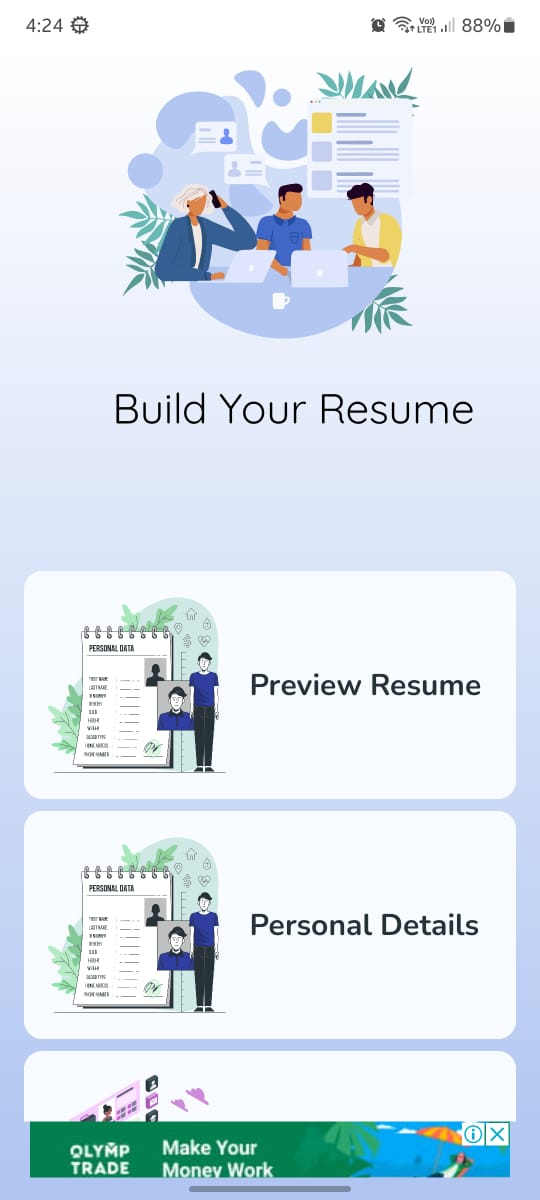 4:24
Vo))
LTE1
88%
Build Your Resume
PERSONAL DATA
FIRST NAME
LAST NAME
ID NUMBER
GENDER
D.O.B
HEIGHT
WEIGHT
BLOOD TYPE
HOME ADRESS
PHONE NUMBER
Preview Resume
PERSONAL DATA
FIRST NAME
LAST NAME
ID NUMBER
GENDER
D.O.B
HEIGHT
WEIGHT
BLOOD TYPE
HOME ADRESS
PHONE NUMBER
Personal Details
OLYMP
TRADE
Make Your
Money Work